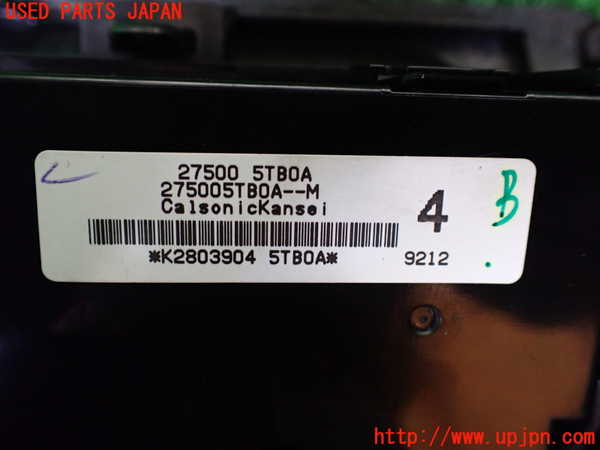 USED PARTS JAPAN
27500 5TB0A
275005TB0A--M
CalsonicKansei
4
B
*K2803904 5TB0A*
9212
http://www.upjpn.com/